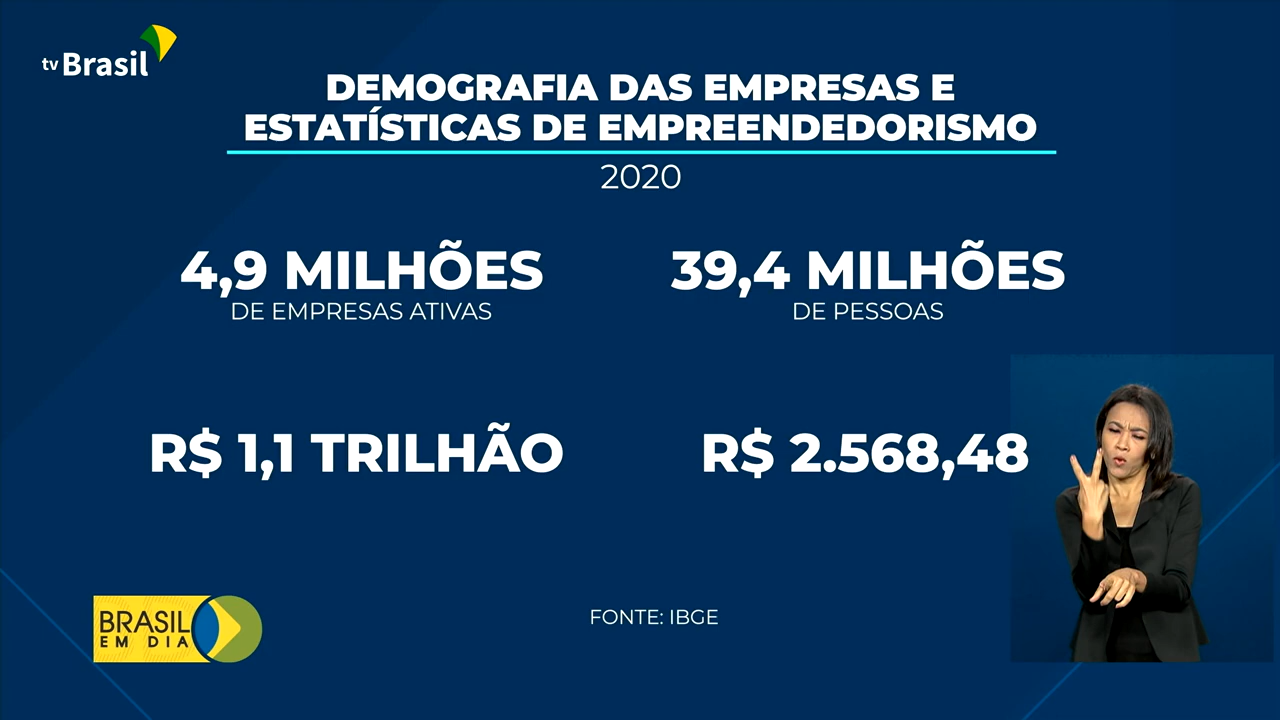 tv Brasil
DEMOGRAFIA DAS EMPRESAS E
ESTATÍSTICAS DE EMPREENDEDORISMO
2020
4,9 MILHÕES
DE EMPRESAS ATIVAS
39,4 MILHÕES
DE PESSOAS
R$ 1,1 TRILHÃO
R$ 2.568,48
BRASIL
EM DIA
FONTE: IBGE